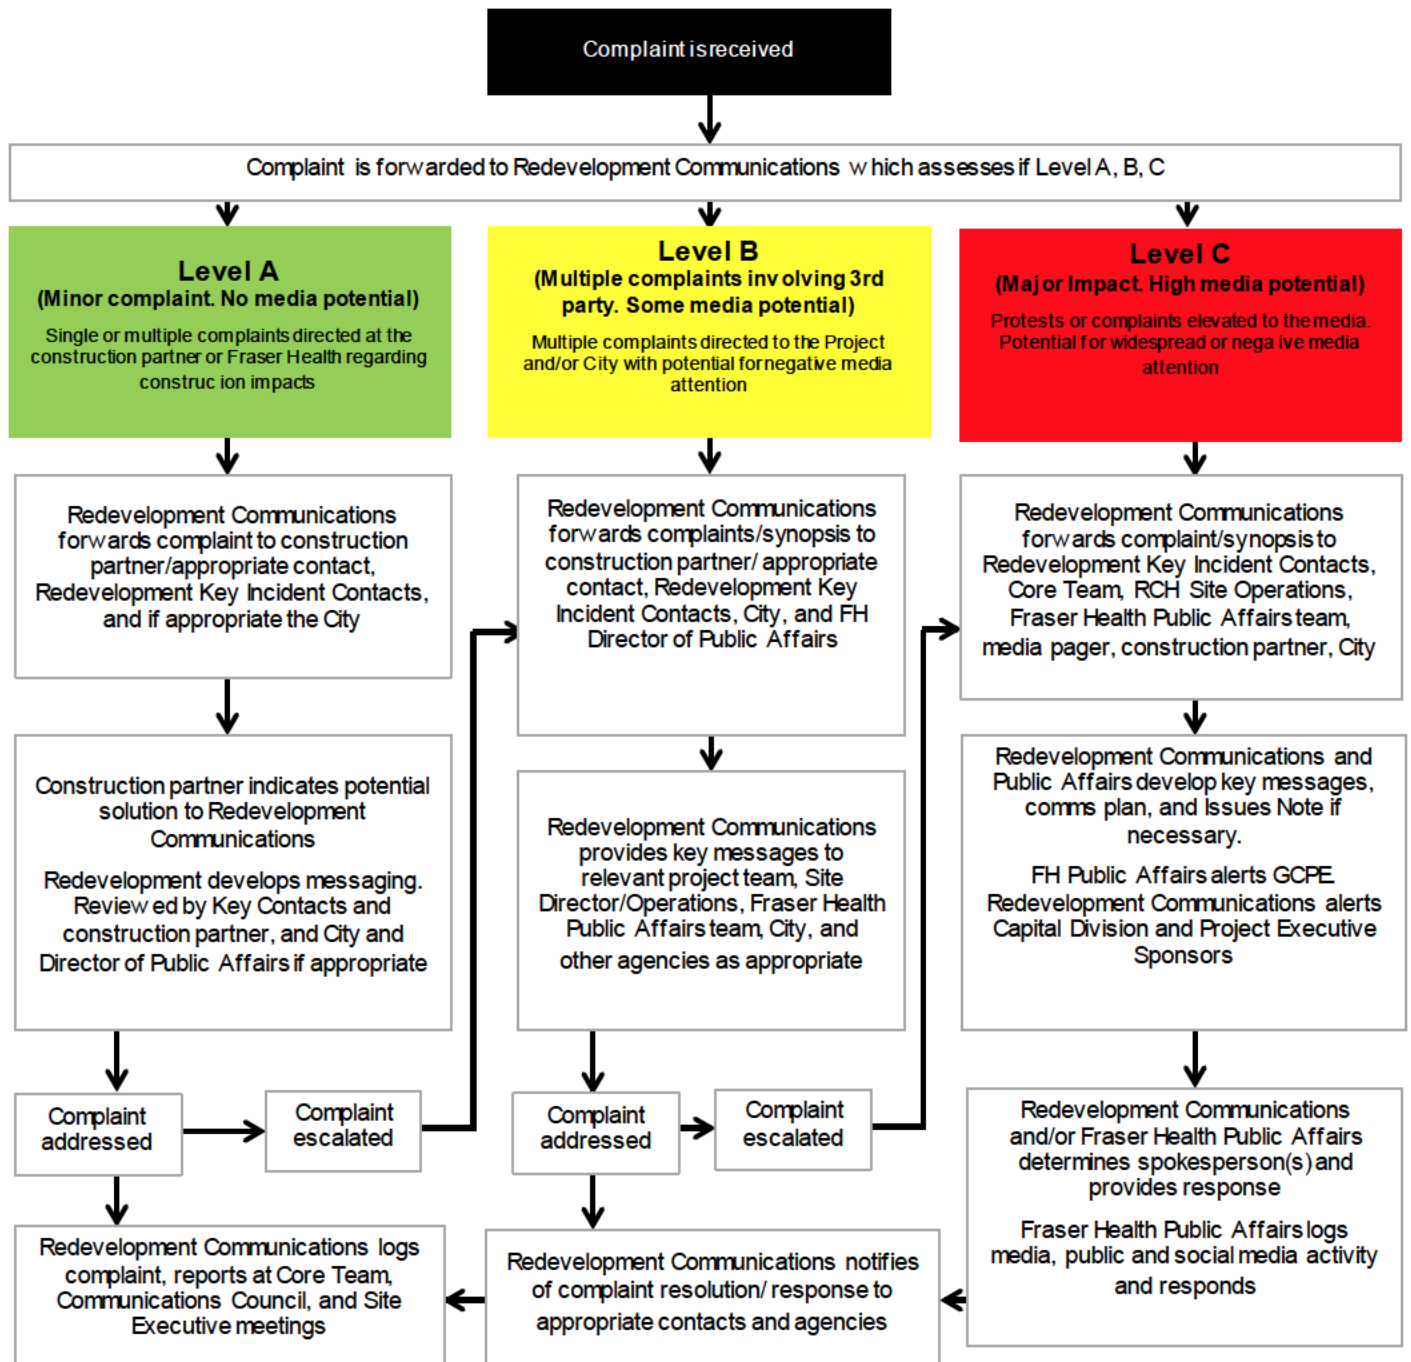 Complaint is received
Complaint is forwarded to Redevelopment Communications which assesses if Level A, B, C
Level A
(Minor complaint. No media potential)
Single or multiple complaints directed at the
construction partner or Fraser Health regarding
construc ion impacts
Level B
(Multiple complaints involving 3rd
party. Some media potential)
Multiple complaints directed to the Project
and/or City with potential for negative media
attention
Level C
(Major Impact. High media potential)
Protests or complaints elevated to the media.
Potential for widespread or nega ive media
attention
Redevelopment Communications
forwards complaint to construction
partner/appropriate contact,
Redevelopment Key Incident Contacts,
and if appropriate the City
Redevelopment Communications
forwards complaints/synopsis to
construction partner/ appropriate
contact, Redevelopment Key
Incident Contacts, City, and FH
Director of Public Affairs
Redevelopment Communications
forwards complaint/synopsis to
Redevelopment Key Incident Contacts,
Core Team, RCH Site Operations,
Fraser Health Public Affairs team,
media pager, construction partner, City
Construction partner indicates potential
solution to Redevelopment
Communications
Redevelopment develops messaging.
Reviewed by Key Contacts and
construction partner, and City and
Director of Public Affairs if appropriate
Redevelopment Communications
provides key messages to
relevant project team, Site
Director/Operations, Fraser Health
Public Affairs team, City, and
other agencies as appropriate
Redevelopment Communications and
Public Affairs develop key messages,
comms plan, and Issues Note if
necessary.
FH Public Affairs alerts GCPE.
Redevelopment Communications alerts
Capital Division and Project Executive
Sponsors
Complaint
addressed
Complaint
escalated
Complaint
addressed
Complaint
escalated
Redevelopment Communications
and/or Fraser Health Public Affairs
determines spokesperson(s) and
provides response
Fraser Health Public Affairs logs
media, public and social media activity
and responds
Redevelopment Communications logs
complaint, reports at Core Team,
Communications Council, and Site
Executive meetings
Redevelopment Communications notifies
of complaint resolution/ response to
appropriate contacts and agencies